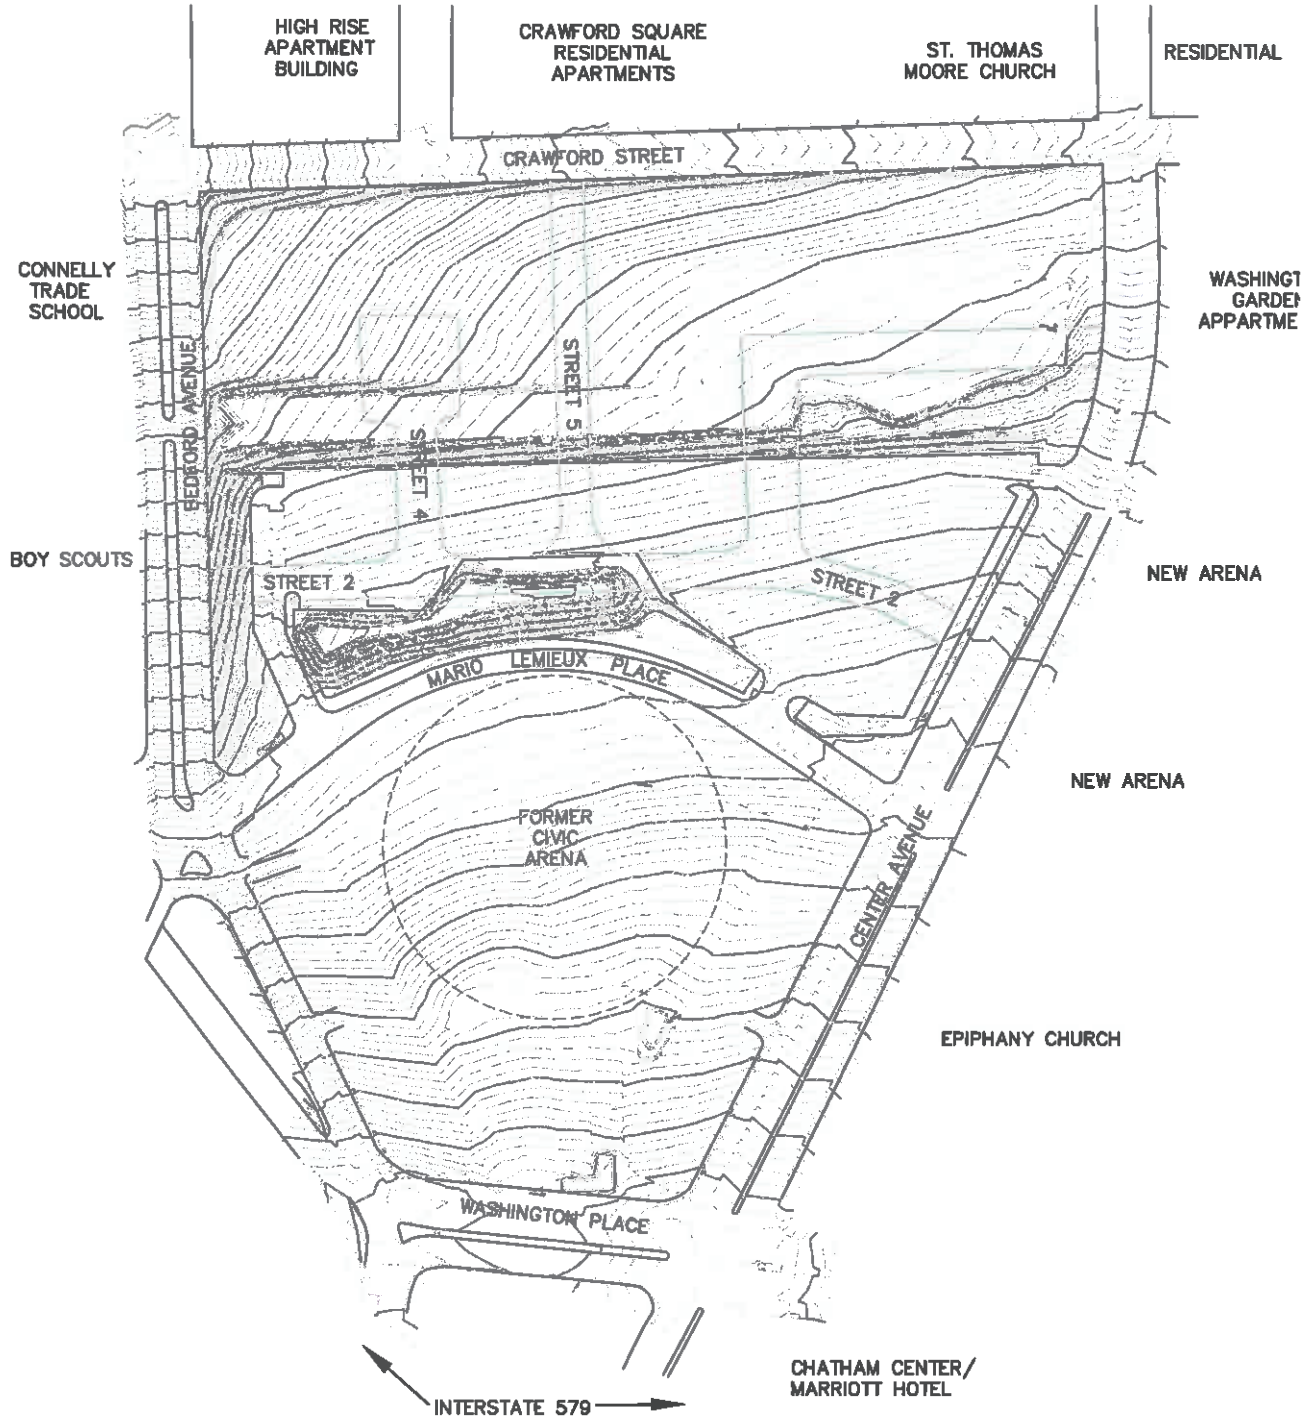 HIGH RISE
APARTMENT
BUILDING
CRAWFORD SQUARE
RESIDENTIAL
APARTMENTS
ST. THOMAS
MOORE CHURCH
RESIDENTIAL
CRAWFORD STREET
CONNELLY
TRADE
SCHOOL
WASHINGT
GARDEN
APPARTME
BEDFORD AVENUE
STREET 5
STREET 4
BOY SCOUTS
STREET 2
STREET 2
NEW ARENA
MARIO LEMIEUX PLACE
NEW ARENA
FORMER
CIVIC
ARENA
CENTER AVENUE
EPIPHANY CHURCH
WASHINGTON PLACE
CHATHAM CENTER/
MARRIOTT HOTEL
INTERSTATE 579